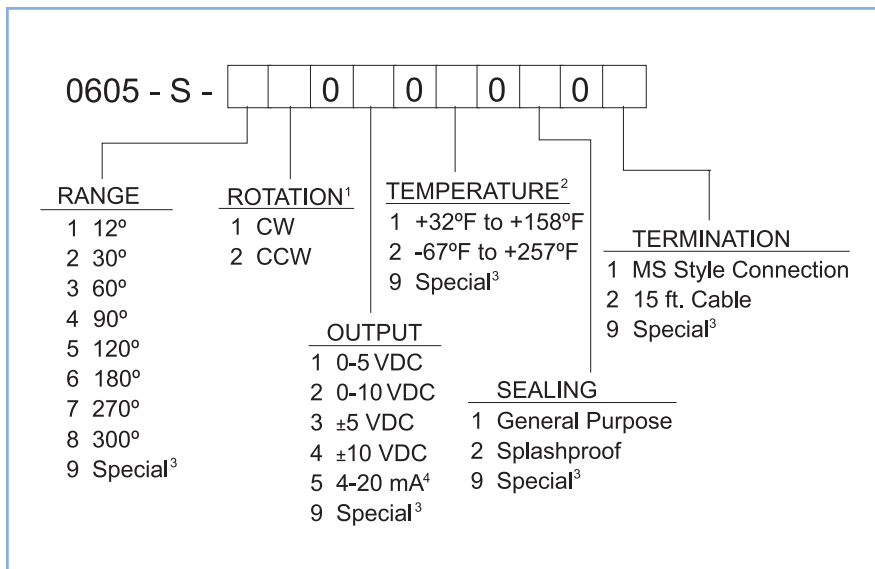 0605 - S - 0 0 0 0
RANGE
1 12º
2 30º
3 60º
4 90º
5 120º
6 180º
7 270º
8 300º
9 Special³
ROTATION¹
1 CW
2 CCW
OUTPUT
1 0-5 VDC
2 0-10 VDC
3 ±5 VDC
4 ±10 VDC
5 4-20 mA⁴
9 Special³
TEMPERATURE²
1 +32ºF to +158ºF
2 -67ºF to +257ºF
9 Special³
SEALING
1 General Purpose
2 Splashproof
9 Special³
TERMINATION
1 MS Style Connection
2 15 ft. Cable
9 Special³